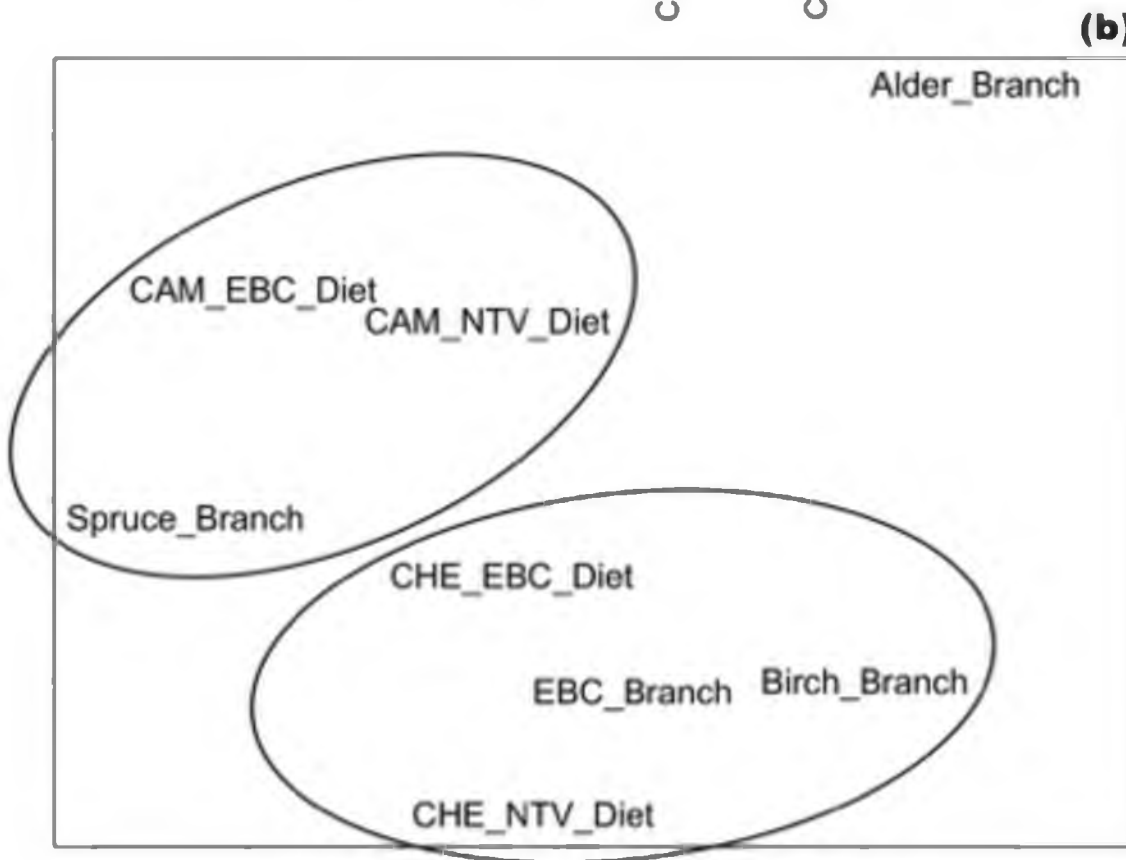 (b)
Alder_Branch
CAM_EBC_Diet
CAM_NTV_Diet
Spruce_Branch
CHE_EBC_Diet
EBC_Branch Birch_Branch
CHE_NTV_Diet